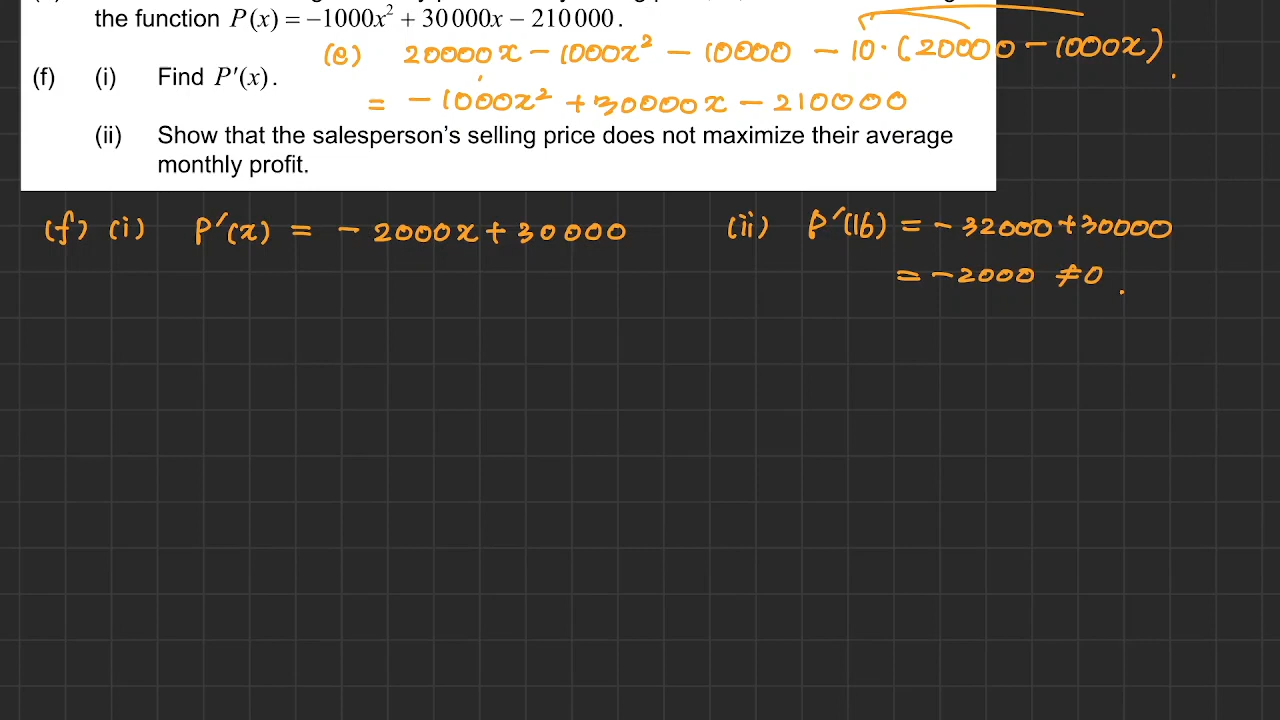 the function P(x) = −1000x² + 30 000x − 210 000.
(e) 20000x − 1000x² − 10000 − 10·(20000 − 1000x).
(f) (i) Find P′(x).
= −1000x² + 30000x − 210000
(ii) Show that the salesperson's selling price does not maximize their average
monthly profit.
(f) (i) P′(x) = −2000x + 30000
(ii) P′(16) = −32000 + 30000
= −2000 ≠ 0.